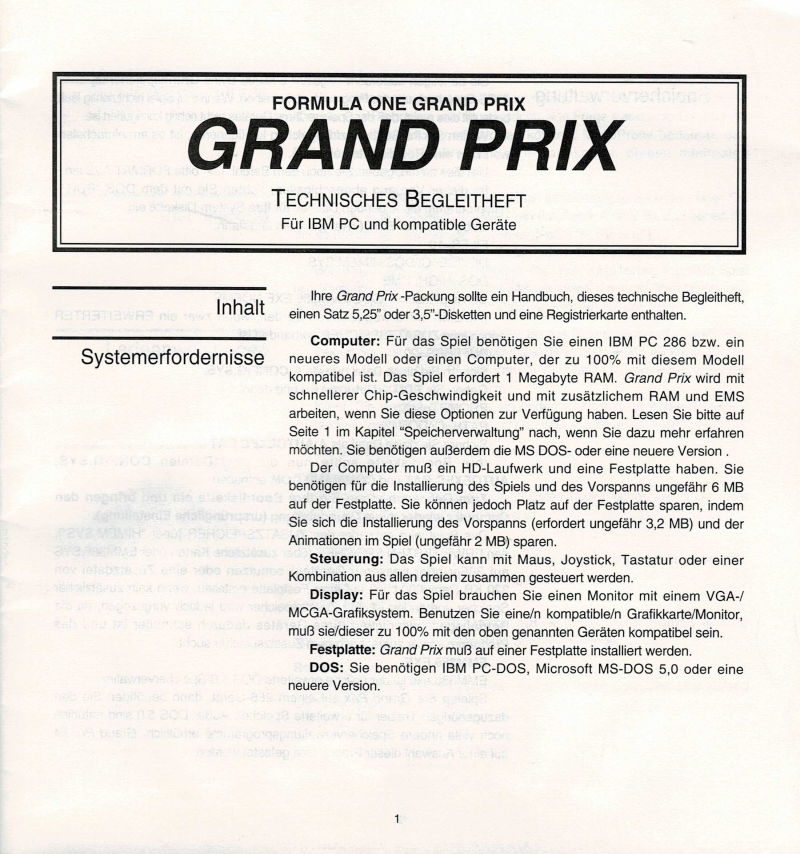 FORMULA ONE GRAND PRIX
GRAND PRIX
TECHNISCHES BEGLEITHEFT
Für IBM PC und kompatible Geräte
Inhalt
Ihre Grand Prix -Packung sollte ein Handbuch, dieses technische Begleitheft,
einen Satz 5,25" oder 3,5"-Disketten und eine Registrierkarte enthalten.
Systemerfordernisse
Computer: Für das Spiel benötigen Sie einen IBM PC 286 bzw. ein
neueres Modell oder einen Computer, der zu 100% mit diesem Modell
kompatibel ist. Das Spiel erfordert 1 Megabyte RAM. Grand Prix wird mit
schnellerer Chip-Geschwindigkeit und mit zusätzlichem RAM und EMS
arbeiten, wenn Sie diese Optionen zur Verfügung haben. Lesen Sie bitte auf
Seite 1 im Kapitel "Speicherverwaltung" nach, wenn Sie dazu mehr erfahren
möchten. Sie benötigen außerdem die MS DOS- oder eine neuere Version .
Der Computer muß ein HD-Laufwerk und eine Festplatte haben. Sie
benötigen für die Installierung des Spiels und des Vorspanns ungefähr 6 MB
auf der Festplatte. Sie können jedoch Platz auf der Festplatte sparen, indem
Sie sich die Installierung des Vorspanns (erfordert ungefähr 3,2 MB) und der
Animationen im Spiel (ungefähr 2 MB) sparen.
Steuerung: Das Spiel kann mit Maus, Joystick, Tastatur oder einer
Kombination aus allen dreien zusammen gesteuert werden.
Display: Für das Spiel brauchen Sie einen Monitor mit einem VGA-/
MCGA-Grafiksystem. Benutzen Sie eine/n kompatible/n Grafikkarte/Monitor,
muß sie/dieser zu 100% mit den oben genannten Geräten kompatibel sein.
Festplatte: Grand Prix muß auf einer Festplatte installiert werden.
DOS: Sie benötigen IBM PC-DOS, Microsoft MS-DOS 5,0 oder eine
neuere Version.
1